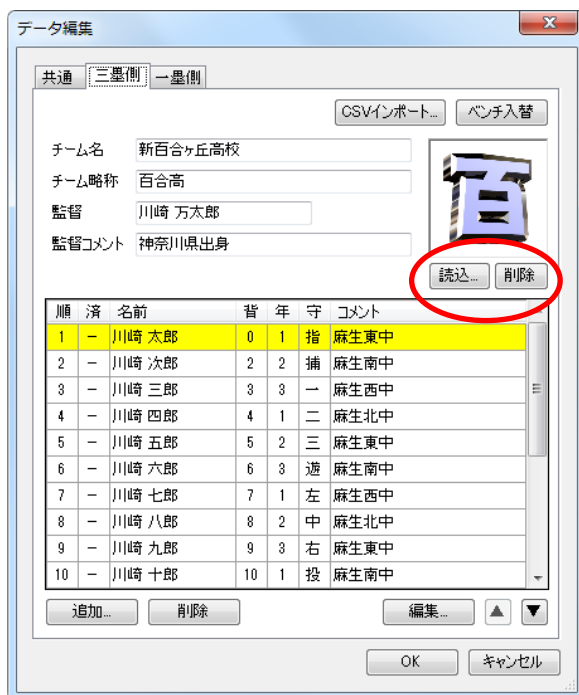 データ編集
共通 三塁側 一塁側
CSVインポート... ベンチ入替
チーム名 新百合ヶ丘高校
チーム略称 百合高
監督 川崎 万太郎
監督コメント 神奈川県出身
百
読込... 削除
順 済 名前 背 年 守 コメント
1 − 川崎 太郎 0 1 指 麻生東中
2 − 川崎 次郎 2 2 捕 麻生南中
3 − 川崎 三郎 3 3 一 麻生西中
4 − 川崎 四郎 4 1 二 麻生北中
5 − 川崎 五郎 5 2 三 麻生東中
6 − 川崎 六郎 6 3 遊 麻生南中
7 − 川崎 七郎 7 1 左 麻生西中
8 − 川崎 八郎 8 2 中 麻生北中
9 − 川崎 九郎 9 3 右 麻生東中
10 − 川崎 十郎 10 1 投 麻生南中
追加... 削除 編集... ▲ ▼
OK キャンセル